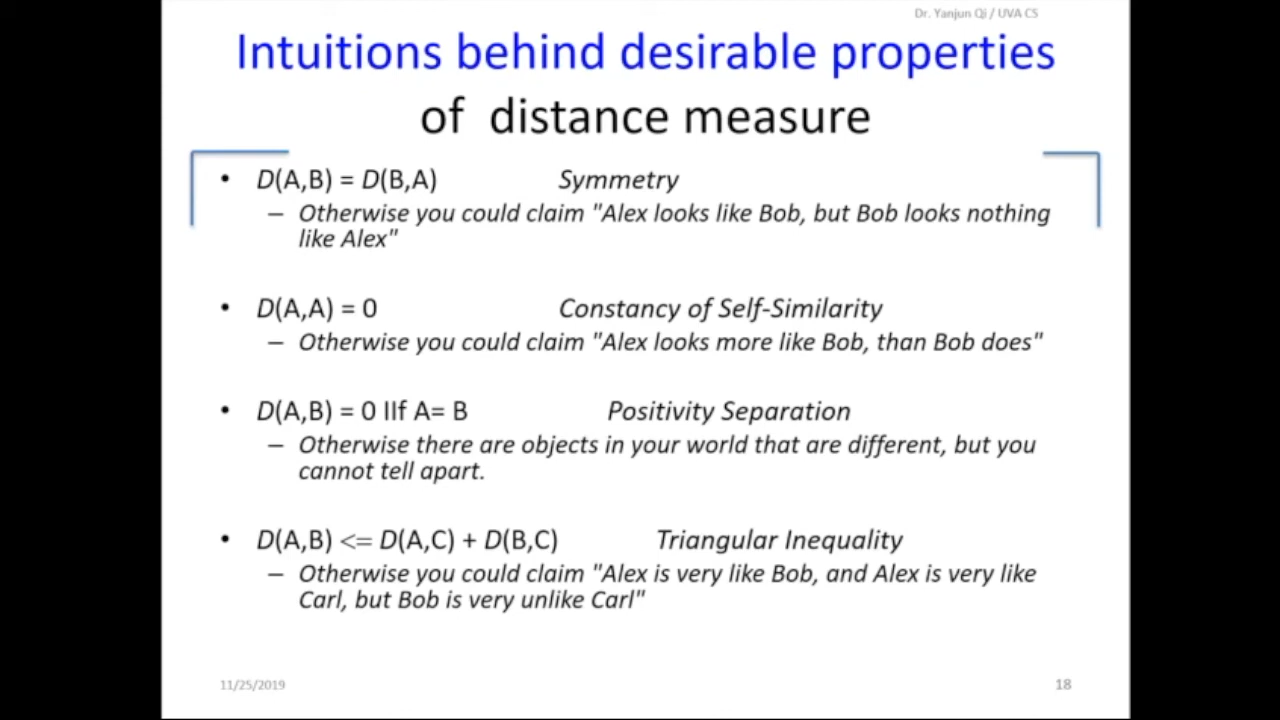 Dr. Yanjun Qi / UVA CS
Intuitions behind desirable properties
of distance measure
• D(A,B) = D(B,A) Symmetry
– Otherwise you could claim "Alex looks like Bob, but Bob looks nothing
like Alex"
• D(A,A) = 0 Constancy of Self-Similarity
– Otherwise you could claim "Alex looks more like Bob, than Bob does"
• D(A,B) = 0 IIf A= B Positivity Separation
– Otherwise there are objects in your world that are different, but you
cannot tell apart.
• D(A,B) <= D(A,C) + D(B,C) Triangular Inequality
– Otherwise you could claim "Alex is very like Bob, and Alex is very like
Carl, but Bob is very unlike Carl"
11/25/2019 18